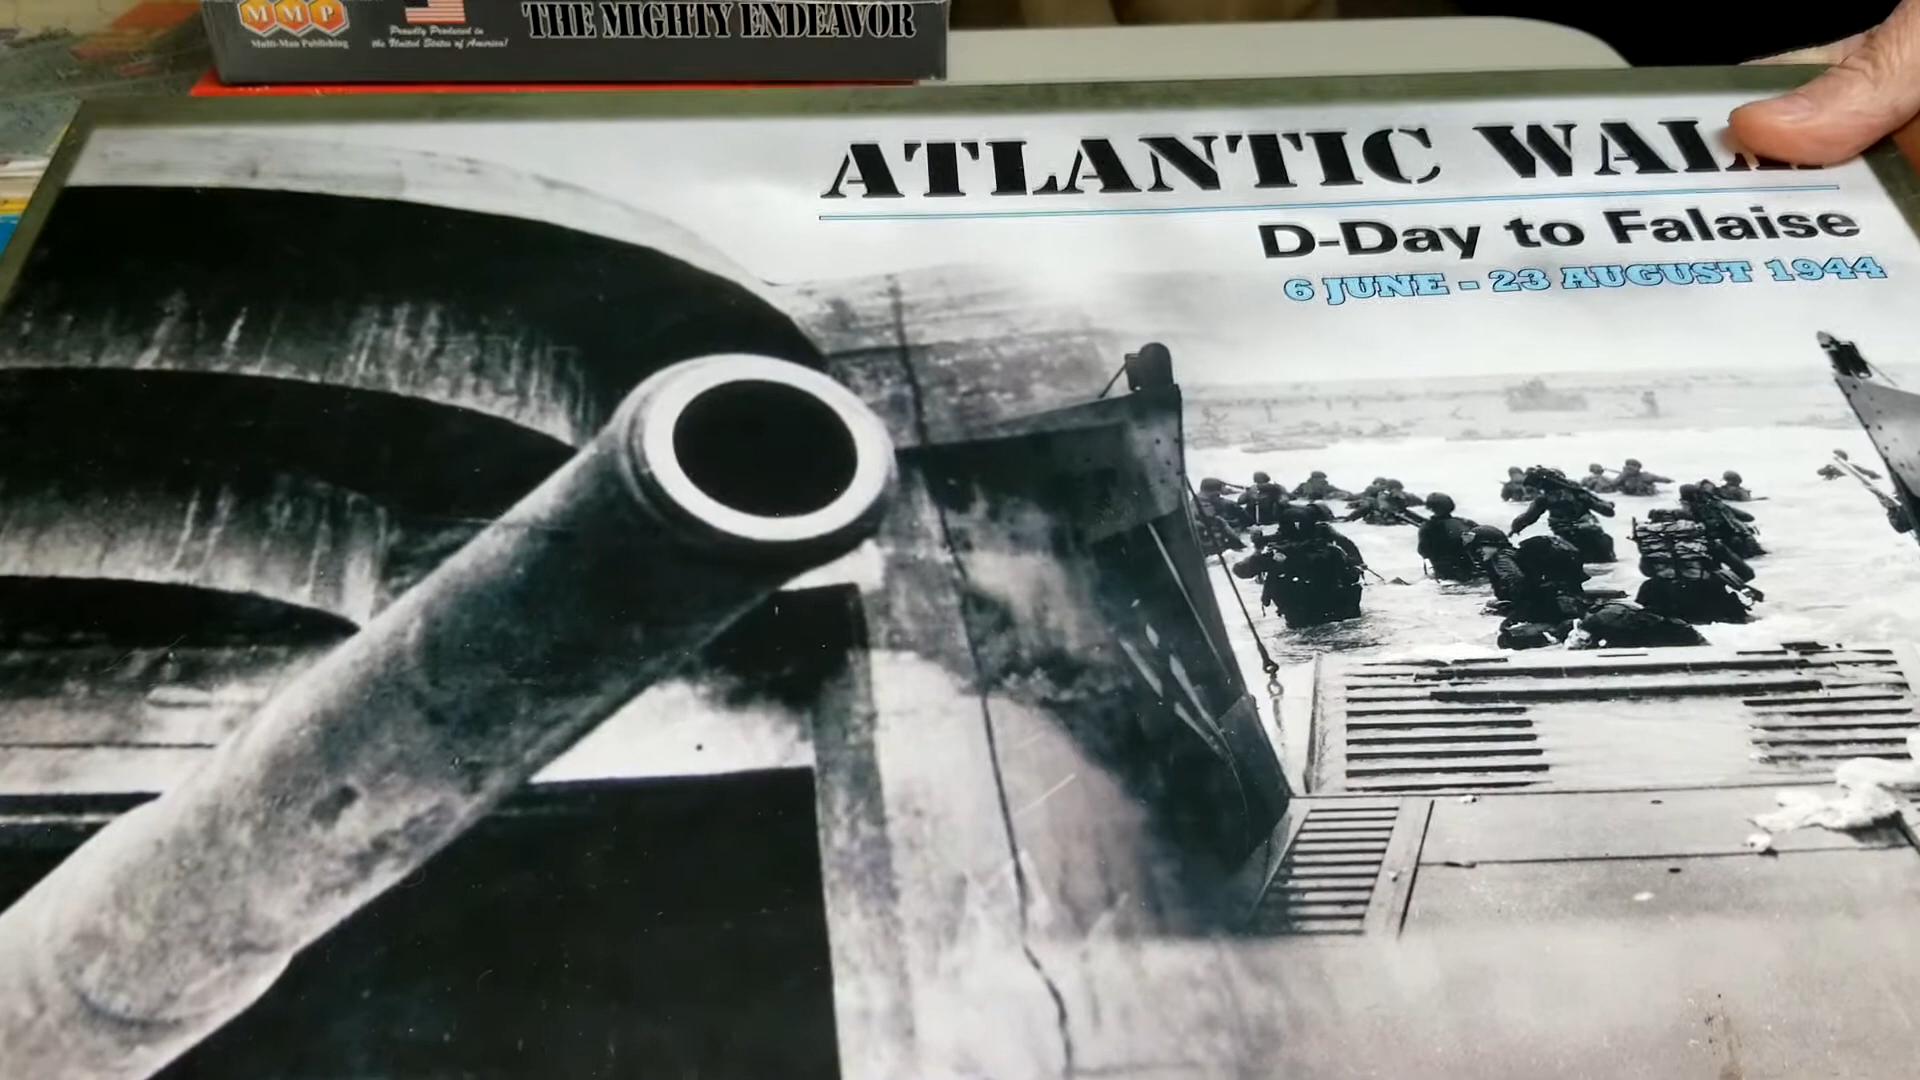 MMP
Multi-Man Publishing
Proudly Produced in
the United States of America!
THE MIGHTY ENDEAVOR
ATLANTIC WALL
D-Day to Falaise
6 JUNE - 23 AUGUST 1944